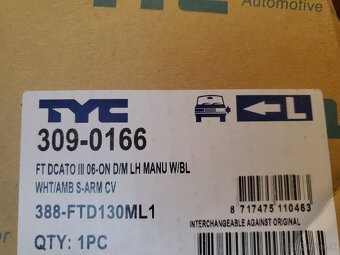 Automotive
TYC
L
309-0166
FT DCATO III 06-ON D/M LH MANU W/BL
WHT/AMB S-ARM CV
388-FTD130ML1
8 717475 110463
INTERCHANGEABLE AGAINST ORIGINAL
QTY: 1PC